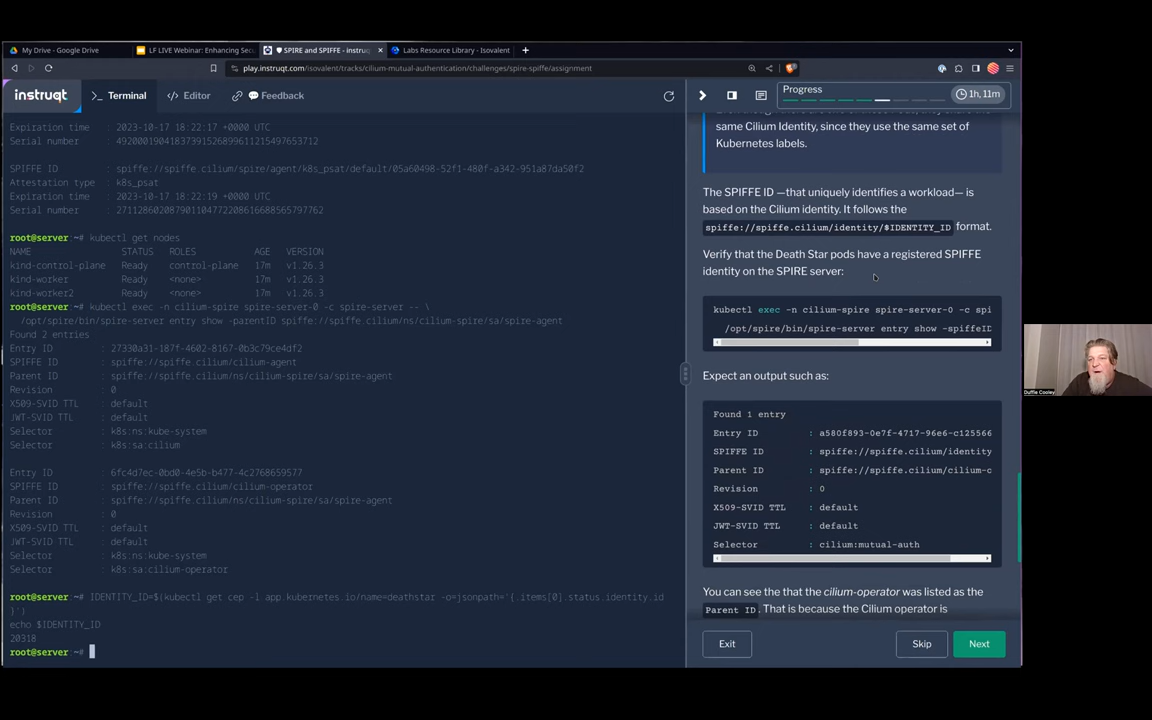 My Drive - Google Drive
LF LIVE Webinar: Enhancing Sec
SPIRE and SPIFFE - instruq
Labs Resource Library - Isovalent
play.instruqt.com/isovalent/tracks/cilium-mutual-authentication/challenges/spire-spiffe/assignment
instruqt
Terminal
Editor
Feedback
Progress
1h, 11m
Expiration time : 2023-10-17 18:22:17 +0000 UTC
Serial number : 49200019041837391526899611215497653712
SPIFFE ID : spiffe://spiffe.cilium/spire/agent/k8s_psat/default/05a60498-52f1-480f-a342-951a87da50f2
Attestation type : k8s_psat
Expiration time : 2023-10-17 18:22:19 +0000 UTC
Serial number : 271128602087901104772208616688565797762
root@server:~# kubectl get nodes
NAME STATUS ROLES AGE VERSION
kind-control-plane Ready control-plane 17m v1.26.3
kind-worker Ready <none> 17m v1.26.3
kind-worker2 Ready <none> 17m v1.26.3
root@server:~# kubectl exec -n cilium-spire spire-server-0 -c spire-server -- \
/opt/spire/bin/spire-server entry show -parentID spiffe://spiffe.cilium/ns/cilium-spire/sa/spire-agent
Found 2 entries
Entry ID : 27330a31-187f-4602-8167-0b3c79ce4df2
SPIFFE ID : spiffe://spiffe.cilium/cilium-agent
Parent ID : spiffe://spiffe.cilium/ns/cilium-spire/sa/spire-agent
Revision : 0
X509-SVID TTL : default
JWT-SVID TTL : default
Selector : k8s:ns:kube-system
Selector : k8s:sa:cilium
Entry ID : 6fc4d7ec-0bd0-4e5b-b477-4c2768659577
SPIFFE ID : spiffe://spiffe.cilium/cilium-operator
Parent ID : spiffe://spiffe.cilium/ns/cilium-spire/sa/spire-agent
Revision : 0
X509-SVID TTL : default
JWT-SVID TTL : default
Selector : k8s:ns:kube-system
Selector : k8s:sa:cilium-operator
root@server:~# IDENTITY_ID=$(kubectl get cep -l app.kubernetes.io/name=deathstar -o=jsonpath='{.items[0].status.identity.id
}')
echo $IDENTITY_ID
20318
root@server:~#
same Cilium Identity, since they use the same set of
Kubernetes labels.
The SPIFFE ID —that uniquely identifies a workload— is
based on the Cilium identity. It follows the
spiffe://spiffe.cilium/identity/$IDENTITY_ID format.
Verify that the Death Star pods have a registered SPIFFE
identity on the SPIRE server:
kubectl exec -n cilium-spire spire-server-0 -c spi
/opt/spire/bin/spire-server entry show -spiffeID
Expect an output such as:
Found 1 entry
Entry ID : a580f893-0e7f-4717-96e6-c125566
SPIFFE ID : spiffe://spiffe.cilium/identity
Parent ID : spiffe://spiffe.cilium/cilium-c
Revision : 0
X509-SVID TTL : default
JWT-SVID TTL : default
Selector : cilium:mutual-auth
You can see the that the cilium-operator was listed as the
Parent ID. That is because the Cilium operator is
Exit
Skip
Next
Duffie Cooley